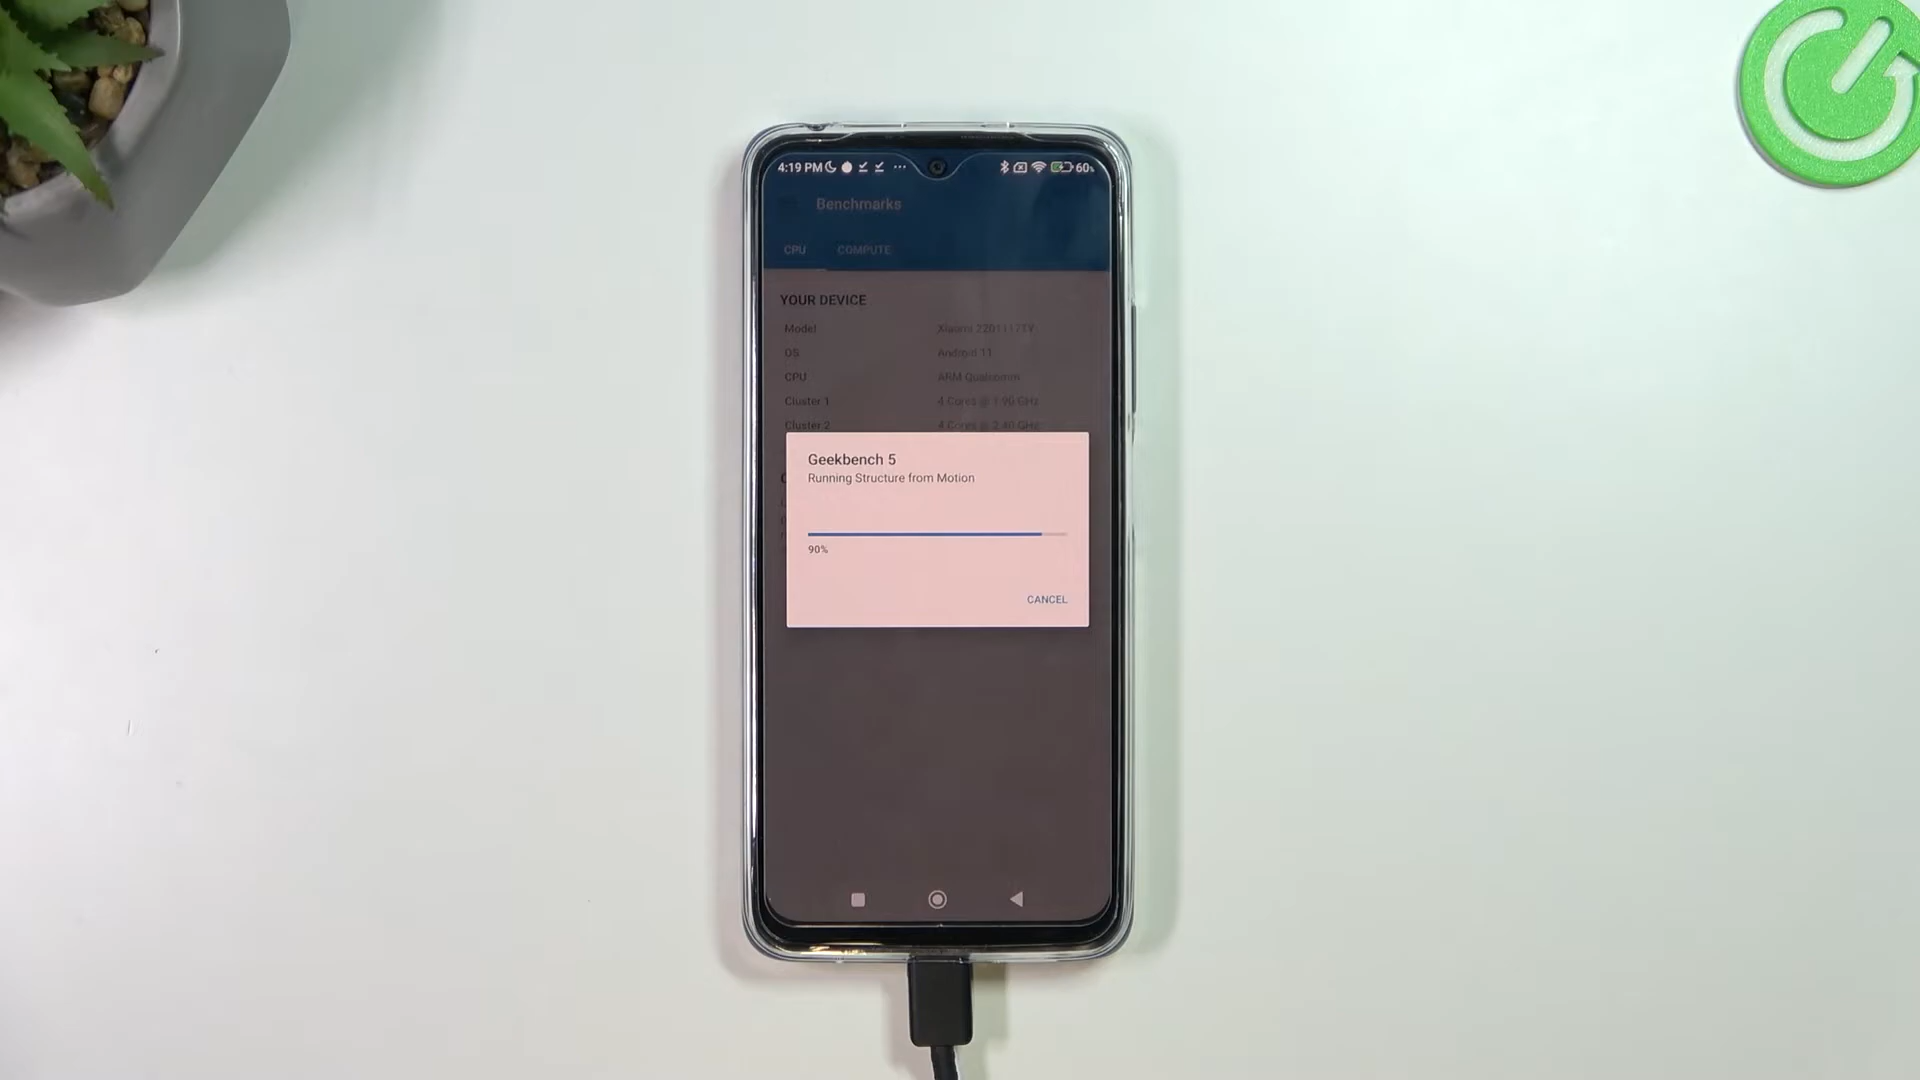 4:19 PM
60%
Benchmarks
CPU COMPUTE
YOUR DEVICE
Model
OS Android 11
CPU ARM Qualcomm
Cluster 1 4 Cores @ 1.90 GHz
Cluster 2 4 Cores @ 2.40 GHz
Geekbench 5
Running Structure from Motion
90%
CANCEL